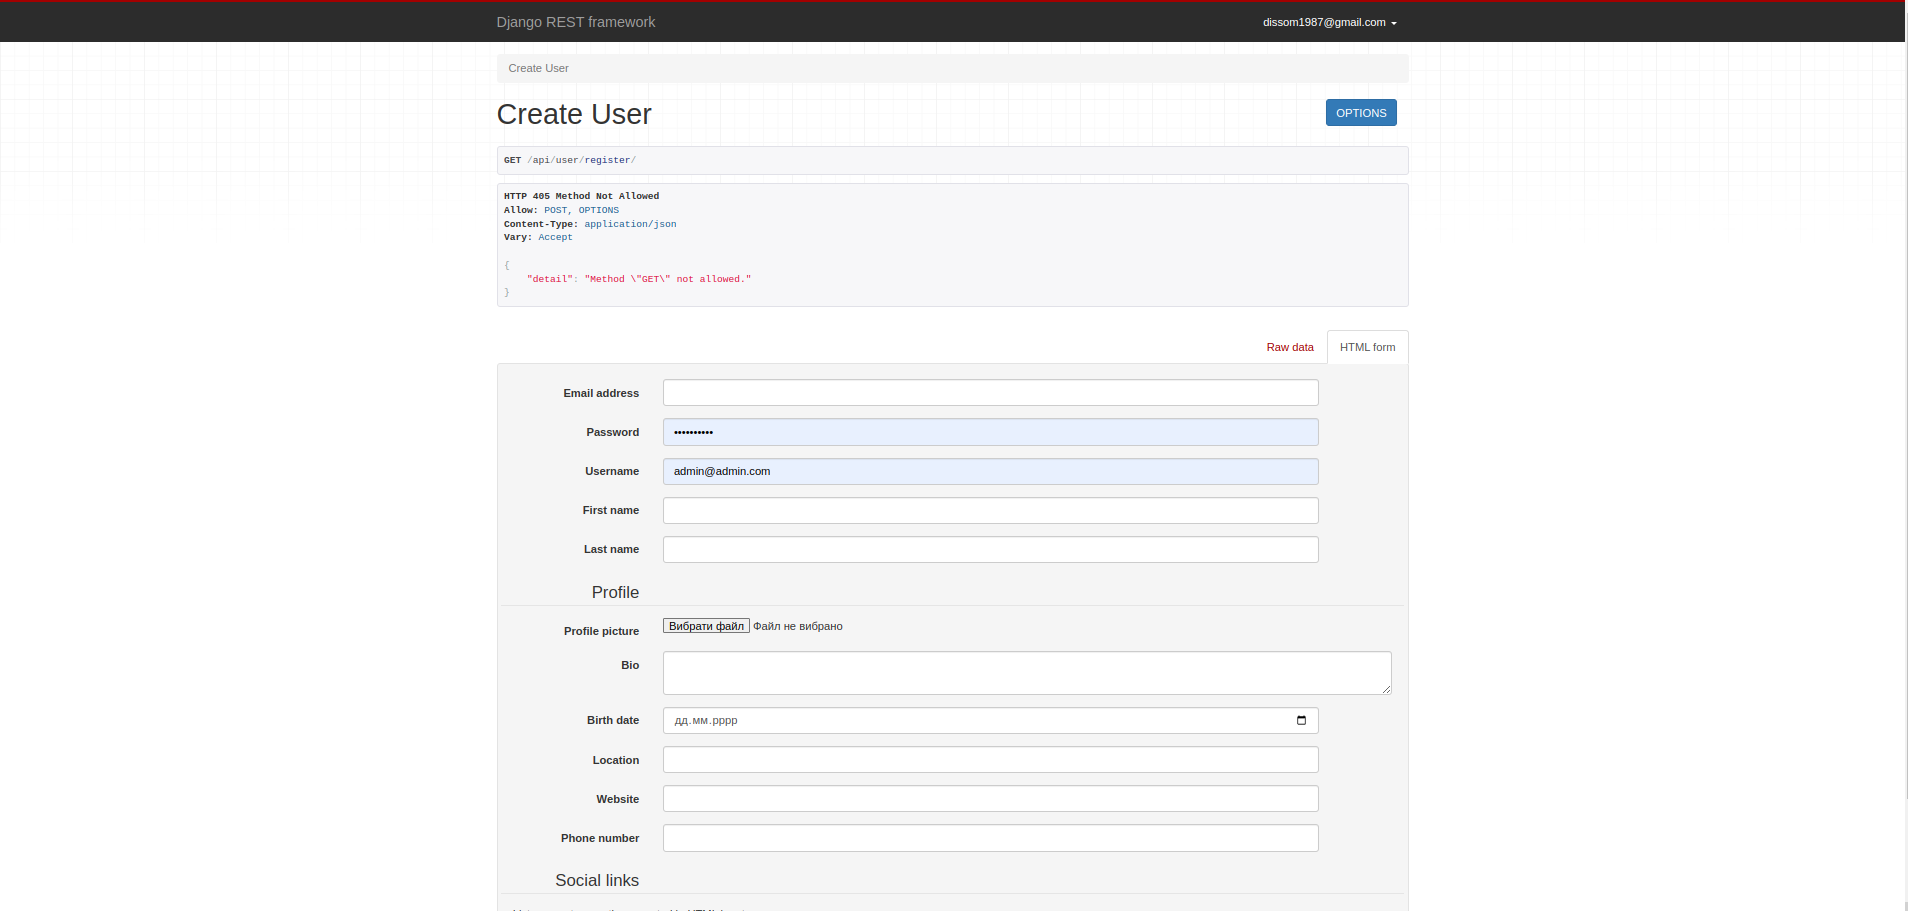 Django REST framework
dissom1987@gmail.com
Create User
Create User
OPTIONS
GET /api/user/register/
HTTP 405 Method Not Allowed
Allow: POST, OPTIONS
Content-Type: application/json
Vary: Accept
{
"detail": "Method \"GET\" not allowed."
}
Raw data
HTML form
Email address
Password ••••••••••
Username admin@admin.com
First name
Last name
Profile
Profile picture Вибрати файл Файл не вибрано
Bio
Birth date дд.мм.рррр
Location
Website
Phone number
Social links